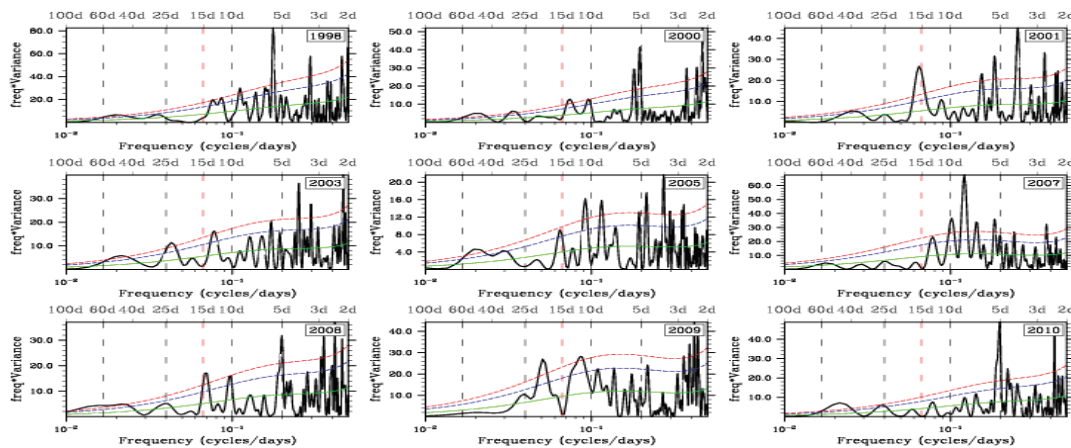 100d 60d 40d 25d 15d 10d 5d 3d 2d
1998
80.0
60.0
40.0
20.0
freq*Variance
10⁻² 10⁻¹
Frequency (cycles/days)
100d 60d 40d 25d 15d 10d 5d 3d 2d
2000
40.0
30.0
20.0
10.0
freq*Variance
10⁻² 10⁻¹
Frequency (cycles/days)
100d 60d 40d 25d 15d 10d 5d 3d 2d
2001
40.0
30.0
20.0
10.0
freq*Variance
10⁻² 10⁻¹
Frequency (cycles/days)
100d 60d 40d 25d 15d 10d 5d 3d 2d
2003
30.0
20.0
10.0
freq*Variance
10⁻² 10⁻¹
Frequency (cycles/days)
100d 60d 40d 25d 15d 10d 5d 3d 2d
2005
20.0
16.0
12.0
8.0
4.0
freq*Variance
10⁻² 10⁻¹
Frequency (cycles/days)
100d 60d 40d 25d 15d 10d 5d 3d 2d
2007
60.0
50.0
40.0
30.0
20.0
10.0
freq*Variance
10⁻² 10⁻¹
Frequency (cycles/days)
100d 60d 40d 25d 15d 10d 5d 3d 2d
2008
30.0
20.0
10.0
freq*Variance
10⁻² 10⁻¹
Frequency (cycles/days)
100d 60d 40d 25d 15d 10d 5d 3d 2d
2009
40.0
30.0
20.0
10.0
freq*Variance
10⁻² 10⁻¹
Frequency (cycles/days)
100d 60d 40d 25d 15d 10d 5d 3d 2d
2010
40.0
30.0
20.0
10.0
freq*Variance
10⁻² 10⁻¹
Frequency (cycles/days)